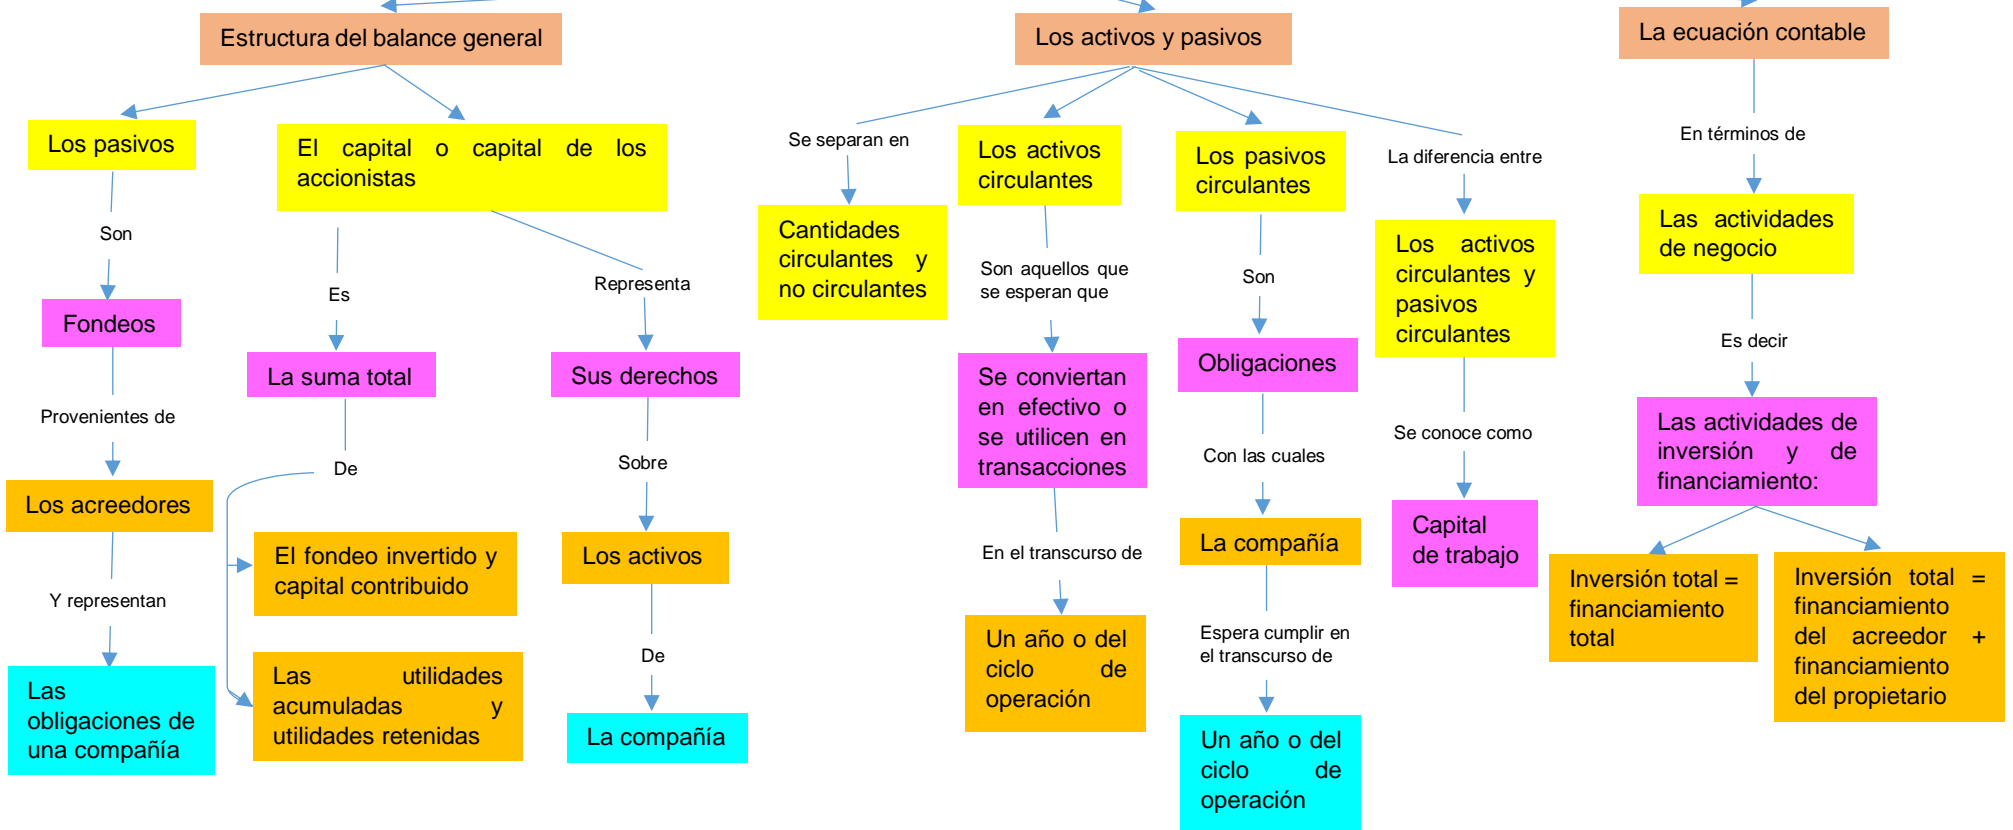 Estructura del balance general
Los pasivos
Son
Fondeos
Provenientes de
Los acreedores
Y representan
Las
obligaciones de
una compañía
El capital o capital de los
accionistas
Es
La suma total
De
El fondeo invertido y
capital contribuido
Las utilidades
acumuladas y
utilidades retenidas
Representa
Sus derechos
Sobre
Los activos
De
La compañía
Los activos y pasivos
Se separan en
Cantidades
circulantes y
no circulantes
Los activos
circulantes
Son aquellos que
se esperan que
Se conviertan
en efectivo o
se utilicen en
transacciones
En el transcurso de
Un año o del
ciclo de
operación
Los pasivos
circulantes
Son
Obligaciones
Con las cuales
La compañía
Espera cumplir en
el transcurso de
Un año o del
ciclo de
operación
La diferencia entre
Los activos
circulantes y
pasivos
circulantes
Se conoce como
Capital
de trabajo
La ecuación contable
En términos de
Las actividades
de negocio
Es decir
Las actividades de
inversión y de
financiamiento:
Inversión total =
financiamiento
total
Inversión total =
financiamiento
del acreedor +
financiamiento
del propietario